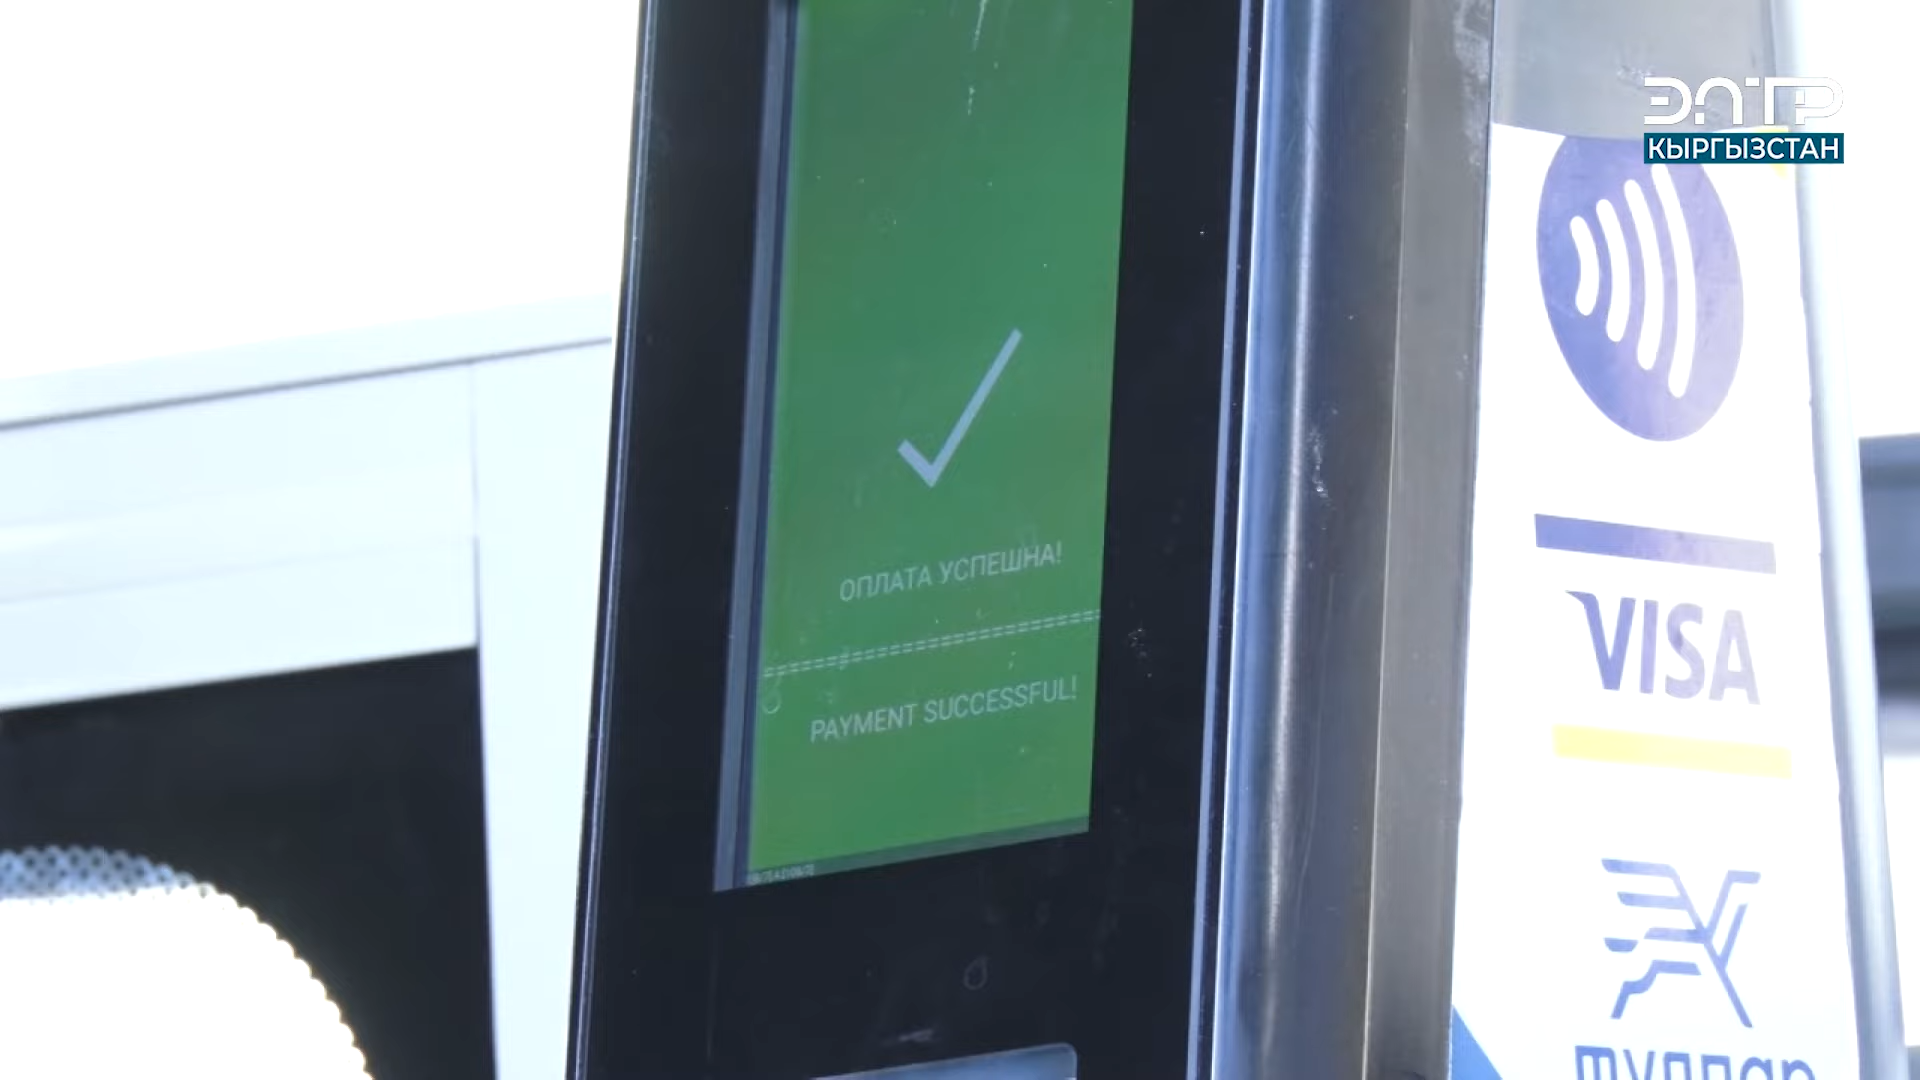 ЭЛТР
КЫРГЫЗСТАН
ОПЛАТА УСПЕШНА!
PAYMENT SUCCESSFUL!
VISA